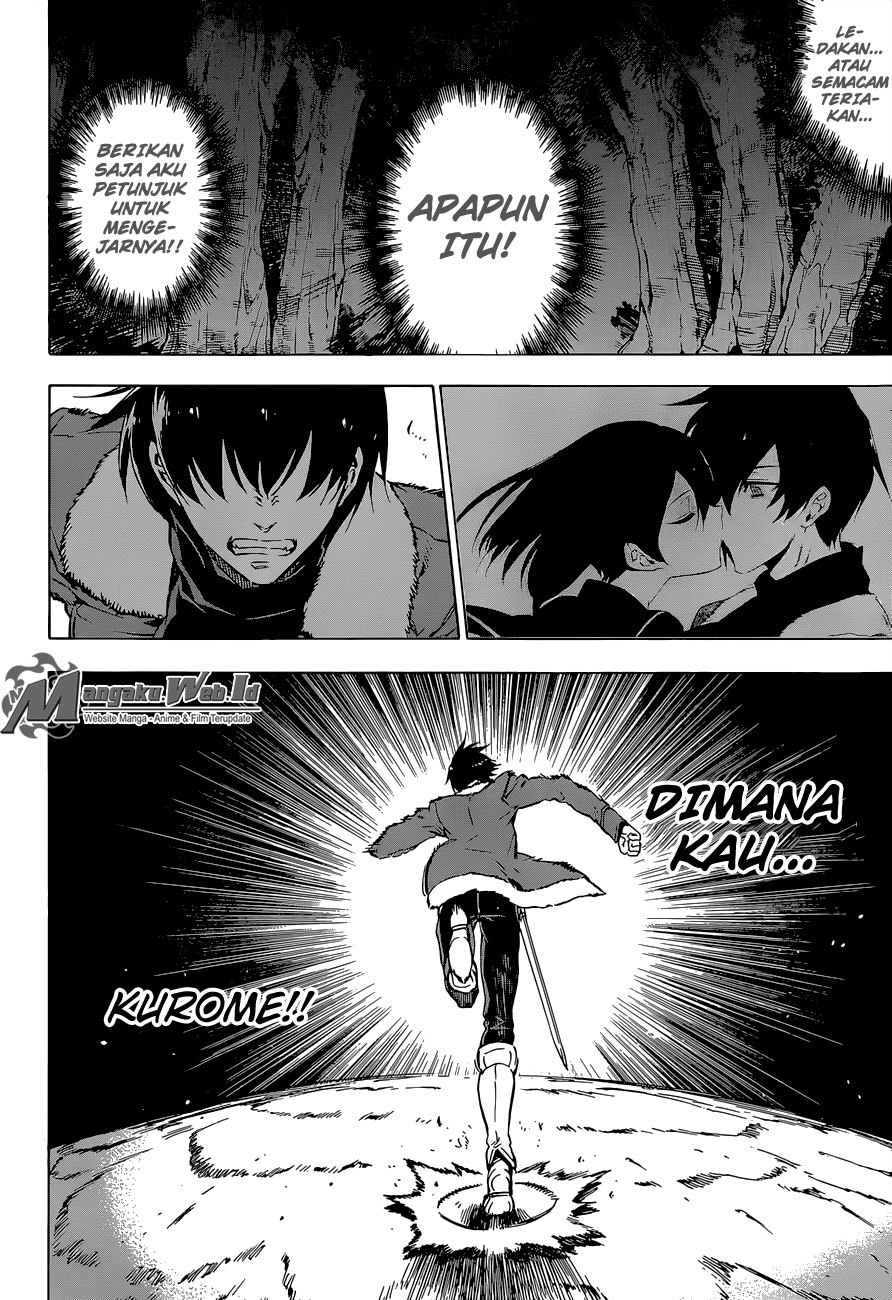 LE-
DAKAN...
ATAU
SEMACAM
TERIA-
KAN...
APAPUN
ITU!
BERIKAN
SAJA AKU
PETUNJUK
UNTUK
MENGE-
JARNYA!!
Mangaku.Web.Id
Website Manga - Anime & Film Terupdate
DIMANA
KAU...
KUROME!!